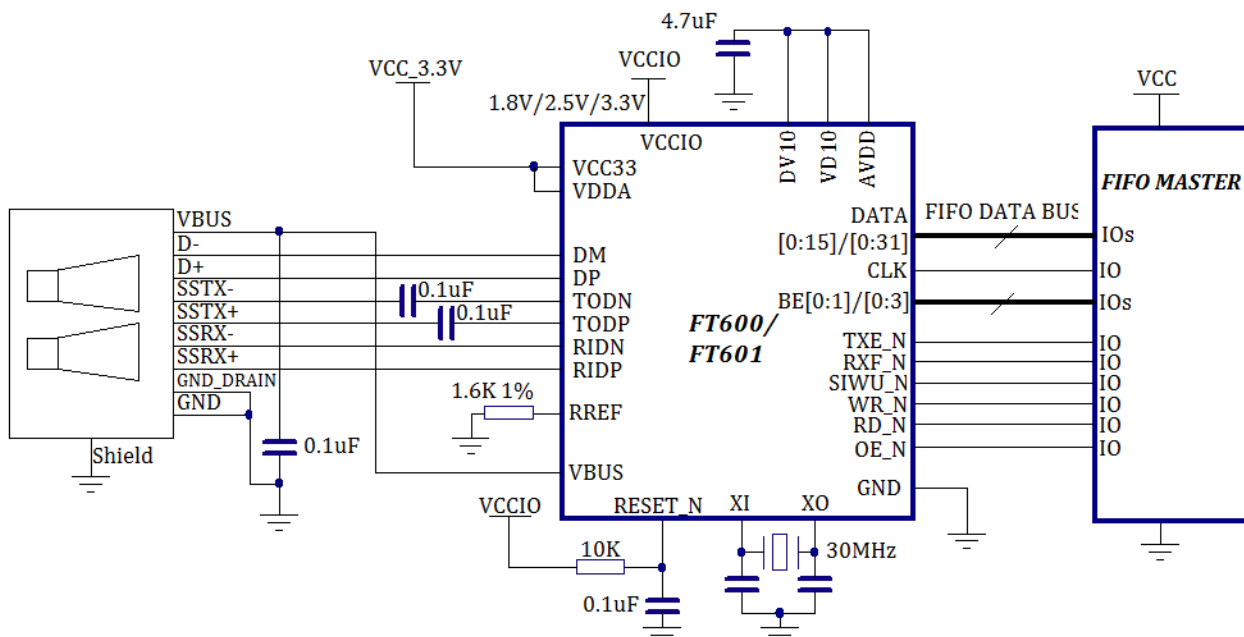 4.7uF
VCC_3.3V
VCCIO
VCC
1.8V/2.5V/3.3V
VCCIO
DV10
VD10
AVDD
VCC33
VDDA
FIFO MASTER
VBUS
D-
D+
SSTX-
SSTX+
SSRX-
SSRX+
GND_DRAIN
GND
Shield
0.1uF
0.1uF
0.1uF
1.6K 1%
DM
DP
TODN
TODP
RIDN
RIDP
RREF
VBUS
FT600/
FT601
DATA
[0:15]/[0:31]
CLK
BE[0:1]/[0:3]
TXE_N
RXF_N
SIWU_N
WR_N
RD_N
OE_N
GND
FIFO DATA BUS
IOs
IO
IOs
IO
IO
IO
IO
IO
IO
RESET_N
XI
XO
VCCIO
10K
0.1uF
30MHz